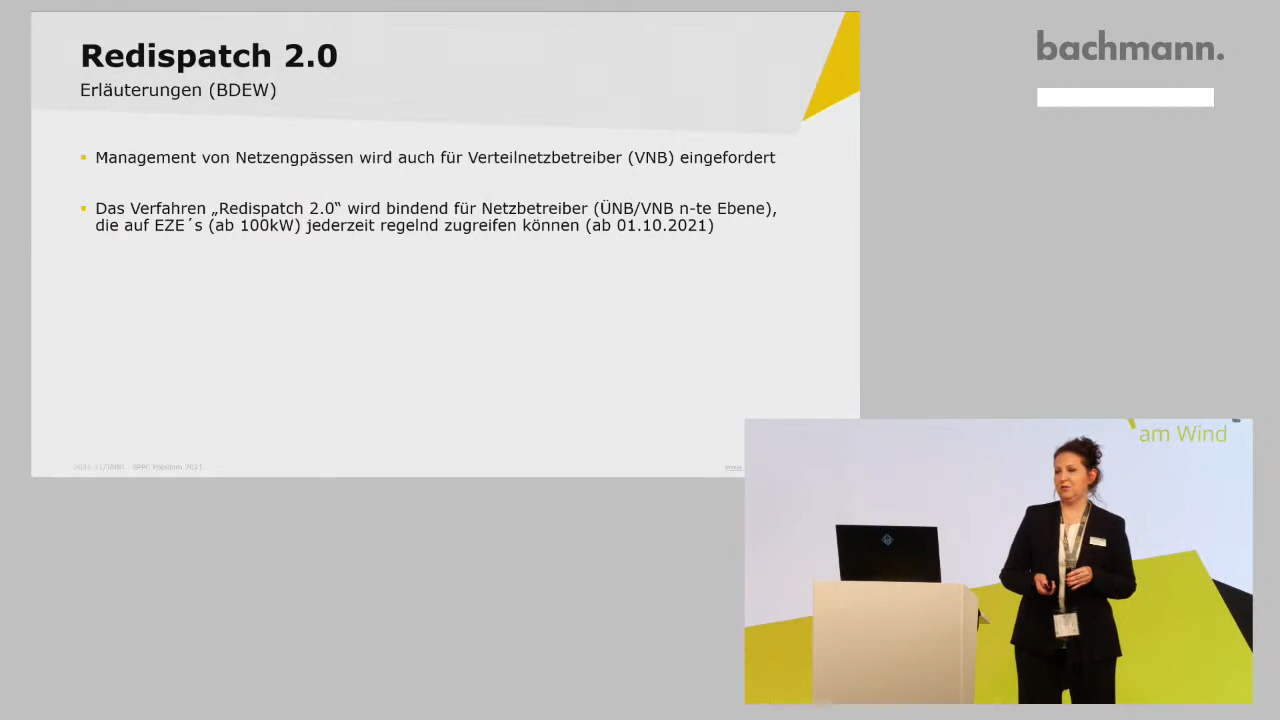 Redispatch 2.0
Erläuterungen (BDEW)
▪ Management von Netzengpässen wird auch für Verteilnetzbetreiber (VNB) eingefordert
▪ Das Verfahren „Redispatch 2.0“ wird bindend für Netzbetreiber (ÜNB/VNB n-te Ebene),
die auf EZE´s (ab 100kW) jederzeit regelnd zugreifen können (ab 01.10.2021)
bachmann.
am Wind